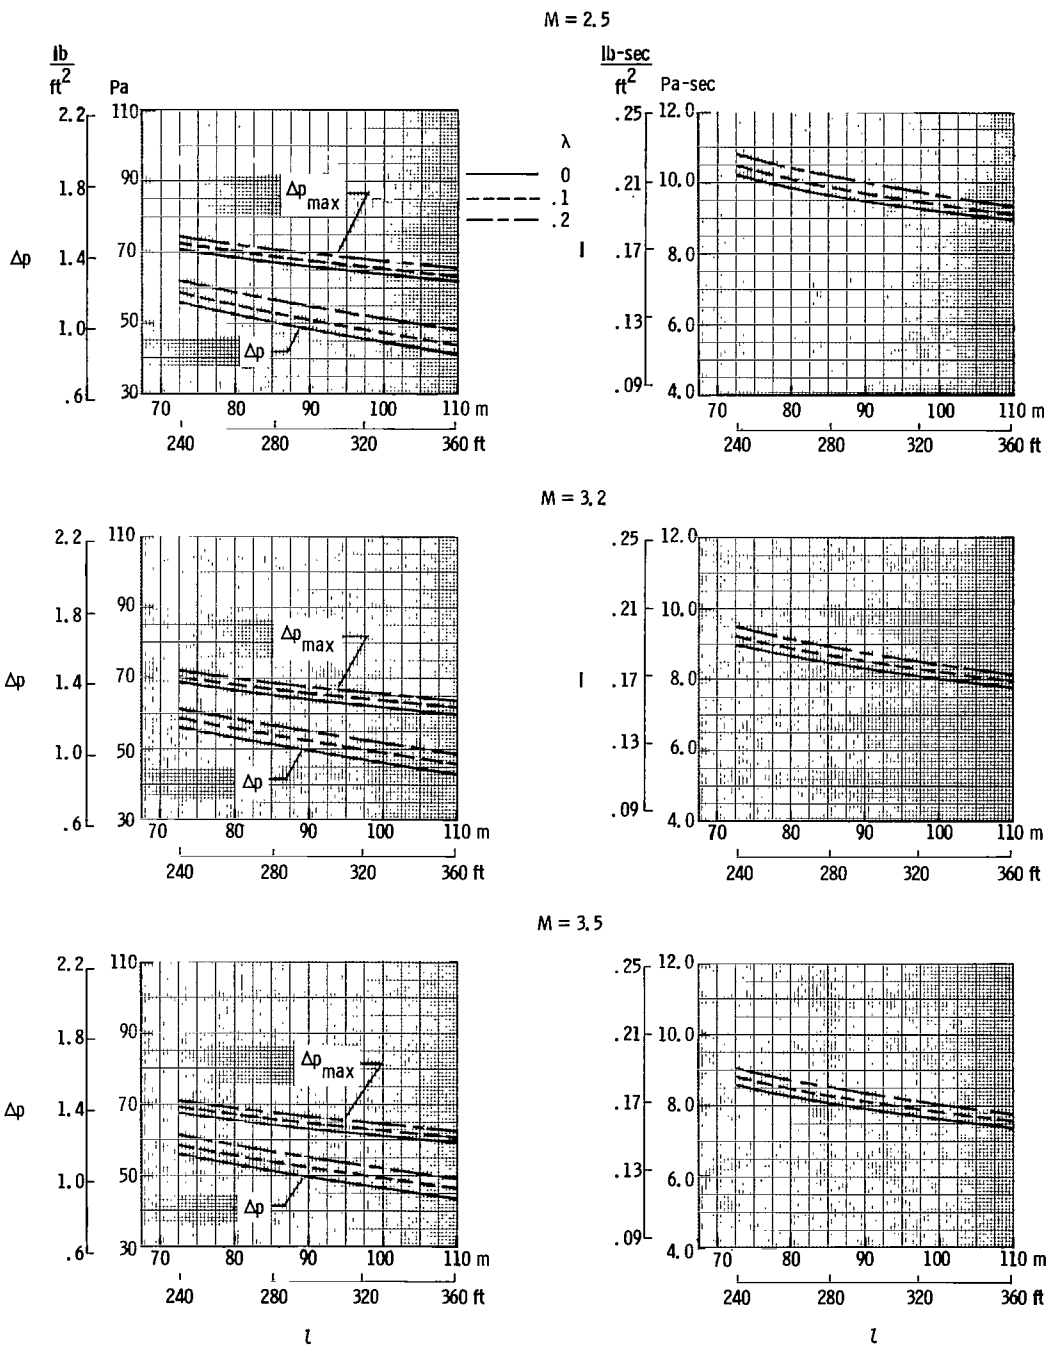 M = 2.5
lb
ft2
Pa
lb-sec
ft2
Pa-sec
2.2
1.8
1.4
1.0
.6
Δp
110
90
70
50
30
Δpmax
Δp
70 80 90 100 110 m
240 280 320 360 ft
λ
0
.1
.2
.25
.21
.17
.13
.09
I
12.0
10.0
8.0
6.0
4.0
70 80 90 100 110 m
240 280 320 360 ft
M = 3.2
2.2
1.8
1.4
1.0
.6
Δp
110
90
70
50
30
Δpmax
Δp
70 80 90 100 110 m
240 280 320 360 ft
.25
.21
.17
.13
.09
I
12.0
10.0
8.0
6.0
4.0
70 80 90 100 110 m
240 280 320 360 ft
M = 3.5
2.2
1.8
1.4
1.0
.6
Δp
110
90
70
50
30
Δpmax
Δp
70 80 90 100 110 m
240 280 320 360 ft
l
.25
.21
.17
.13
.09
12.0
10.0
8.0
6.0
4.0
70 80 90 100 110 m
240 280 320 360 ft
l